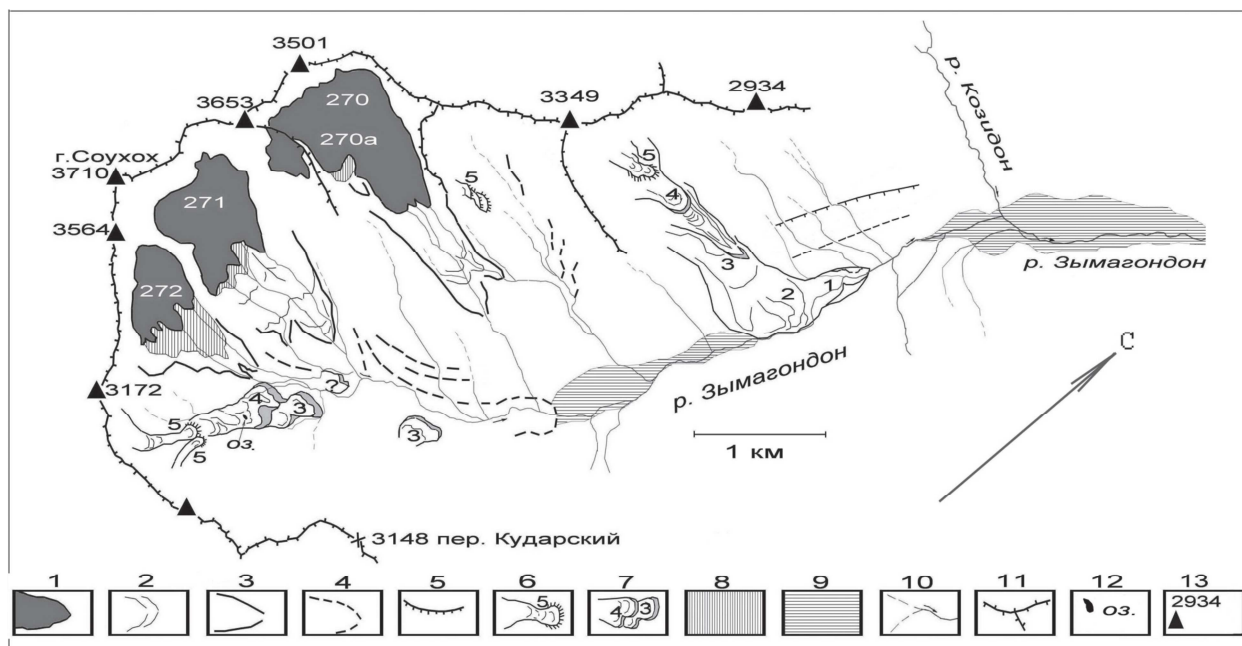 3501
270
270а
2934
3349
3653
р. Козидон
г.Соухох
3710
5
5
4
271
3564
3
р. Зымагондон
272
2
1
С
р. Зымагондон
3172
?
4
3
5
оз.
3
5
1 км
3148 пер. Кударский
1 2 3 4 5 6 7 8 9 10 11 12 13
5
4 3
оз.
2934